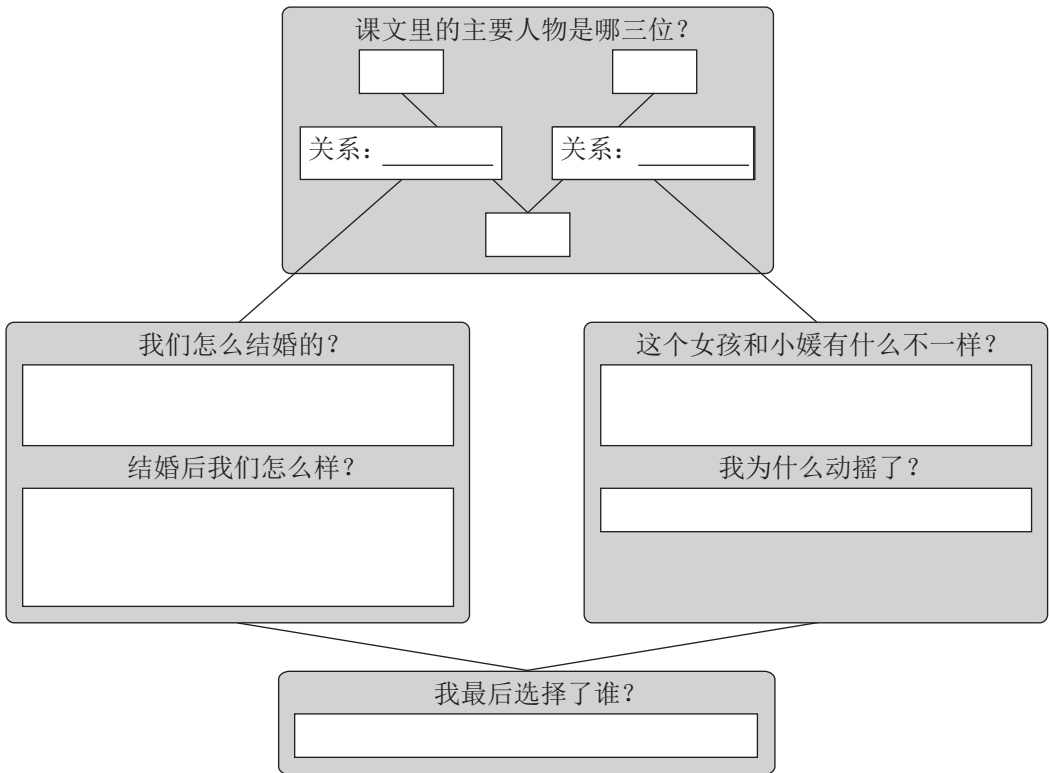 课文里的主要人物是哪三位？
关系：
关系：
我们怎么结婚的？
结婚后我们怎么样？
这个女孩和小媛有什么不一样？
我为什么动摇了？
我最后选择了谁？